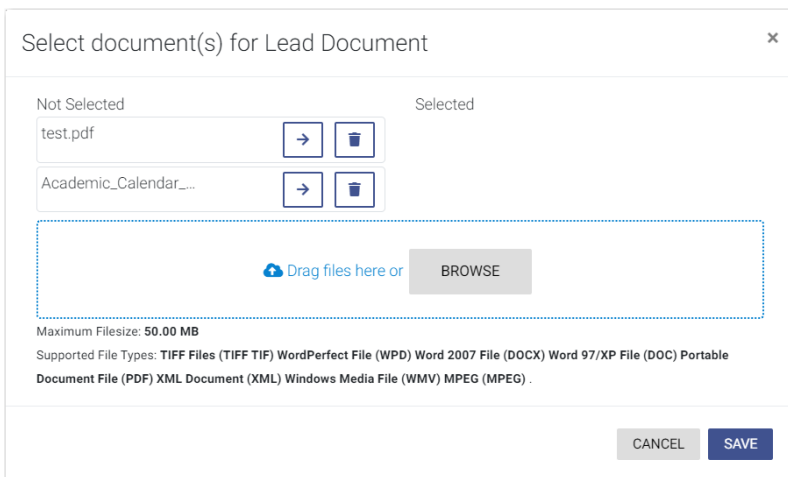 Select document(s) for Lead Document
×
Not Selected
Selected
test.pdf
Academic_Calendar_...
Drag files here or
BROWSE
Maximum Filesize: 50.00 MB
Supported File Types: TIFF Files (TIFF TIF) WordPerfect File (WPD) Word 2007 File (DOCX) Word 97/XP File (DOC) Portable
Document File (PDF) XML Document (XML) Windows Media File (WMV) MPEG (MPEG) .
CANCEL
SAVE